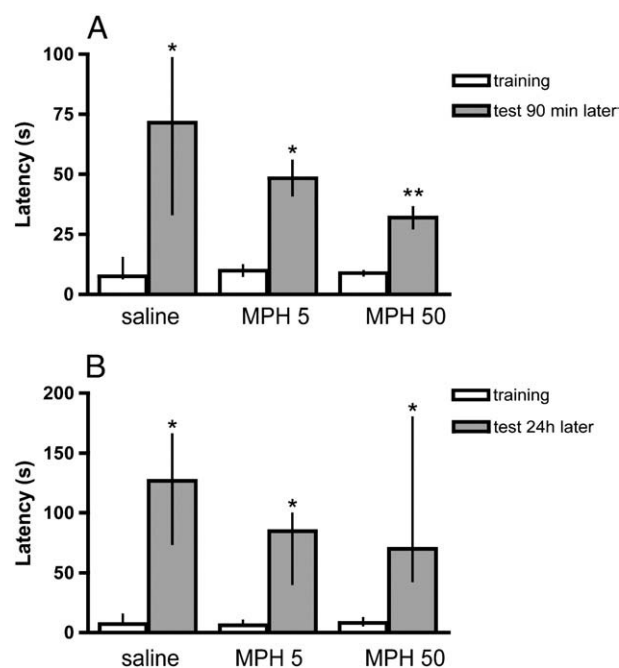 A
100
*
training
test 90 min later
75
*
Latency (s)
50
**
25
0
saline MPH 5 MPH 50
B
200
training
*
*
test 24h later
150
*
Latency (s)
100
50
0
saline MPH 5 MPH 50